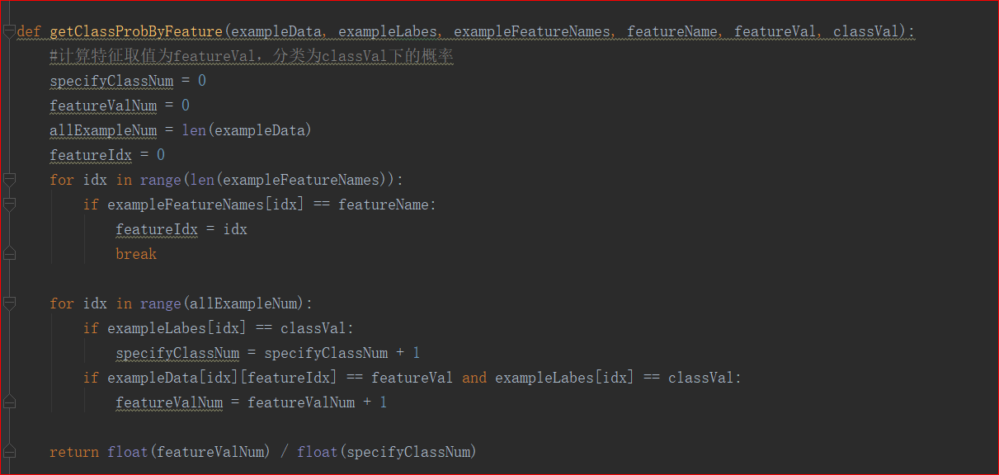 def getClassProbByFeature(exampleData, exampleLabes, exampleFeatureNames, featureName, featureVal, classVal):
    #计算特征取值为featureVal，分类为classVal下的概率
    specifyClassNum = 0
    featureValNum = 0
    allExampleNum = len(exampleData)
    featureIdx = 0
    for idx in range(len(exampleFeatureNames)):
        if exampleFeatureNames[idx] == featureName:
            featureIdx = idx
            break
    for idx in range(allExampleNum):
        if exampleLabes[idx] == classVal:
            specifyClassNum = specifyClassNum + 1
        if exampleData[idx][featureIdx] == featureVal and exampleLabes[idx] == classVal:
            featureValNum = featureValNum + 1
    return float(featureValNum) / float(specifyClassNum)